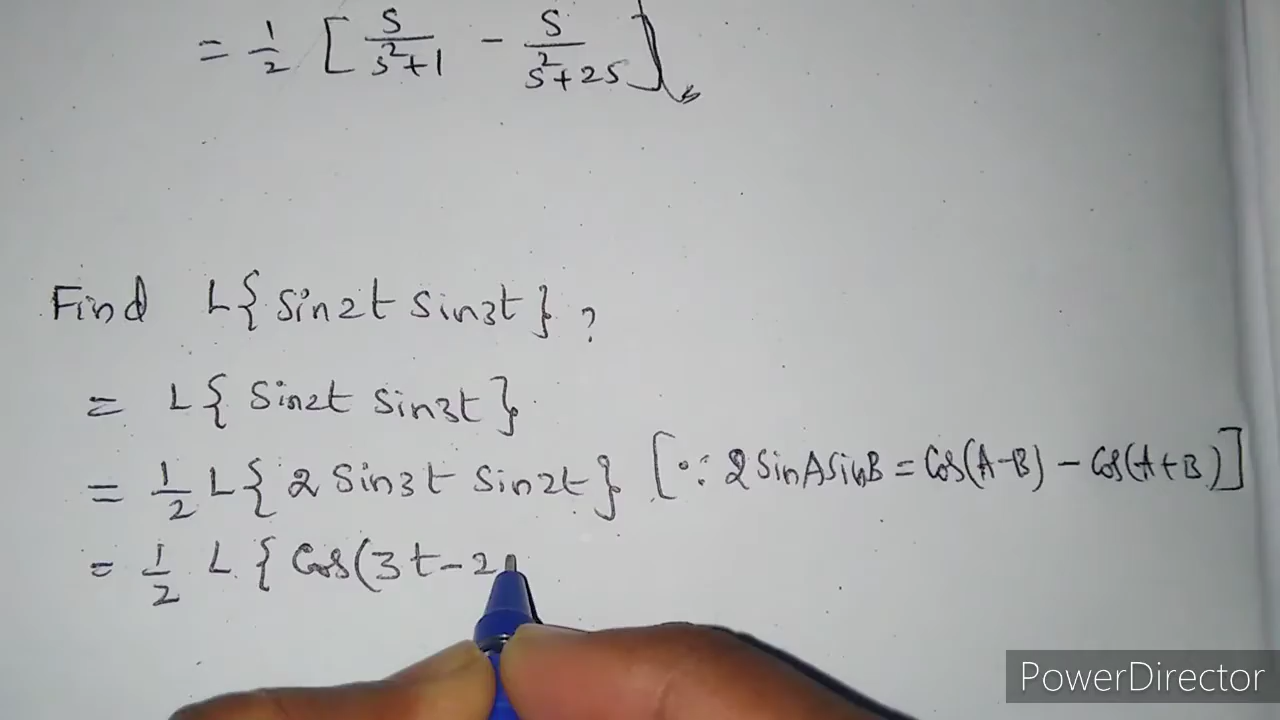 = 1/2 [ s/s²+1 - s/s²+25 ]
Find L{ Sin2t Sin3t } ?
= L{ Sin2t Sin3t }
= 1/2 L{ 2 Sin3t Sin2t } [∵ 2 SinA SinB = Cos(A-B) - Cos(A+B)]
= 1/2 L { Cos(3t-2
PowerDirector